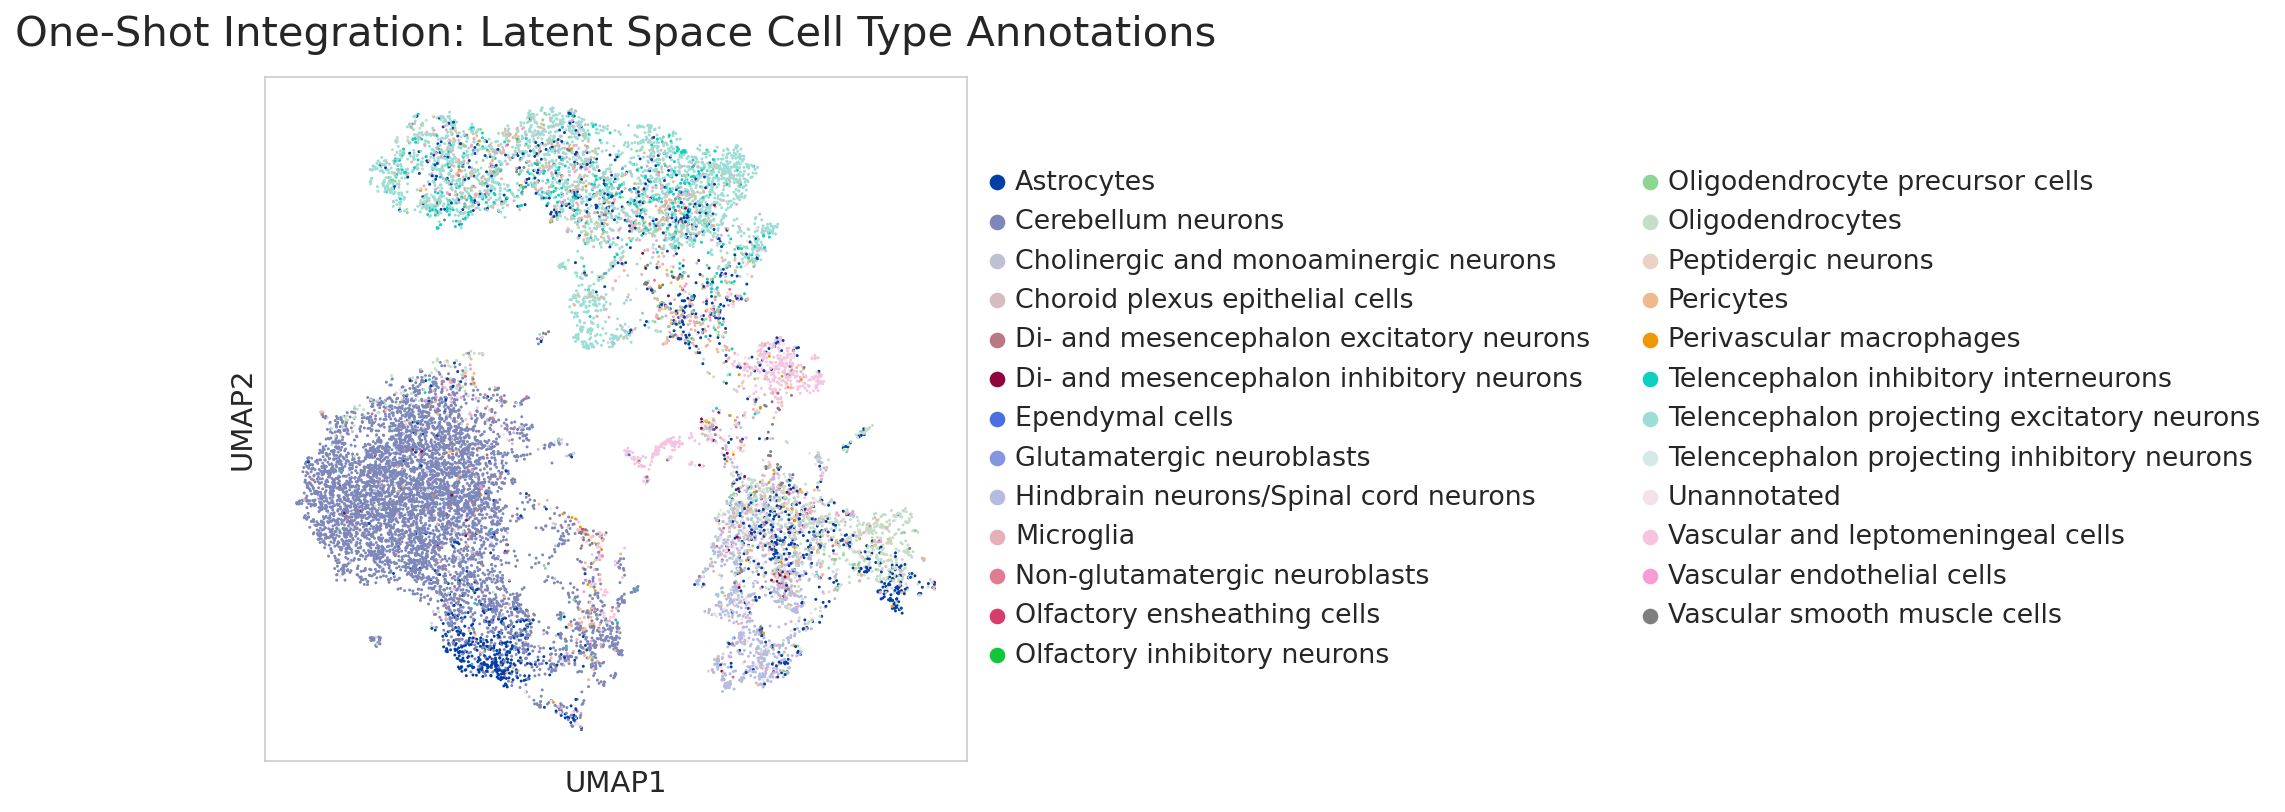 One-Shot Integration: Latent Space Cell Type Annotations
UMAP2
UMAP1
Astrocytes
Cerebellum neurons
Cholinergic and monoaminergic neurons
Choroid plexus epithelial cells
Di- and mesencephalon excitatory neurons
Di- and mesencephalon inhibitory neurons
Ependymal cells
Glutamatergic neuroblasts
Hindbrain neurons/Spinal cord neurons
Microglia
Non-glutamatergic neuroblasts
Olfactory ensheathing cells
Olfactory inhibitory neurons
Oligodendrocyte precursor cells
Oligodendrocytes
Peptidergic neurons
Pericytes
Perivascular macrophages
Telencephalon inhibitory interneurons
Telencephalon projecting excitatory neurons
Telencephalon projecting inhibitory neurons
Unannotated
Vascular and leptomeningeal cells
Vascular endothelial cells
Vascular smooth muscle cells